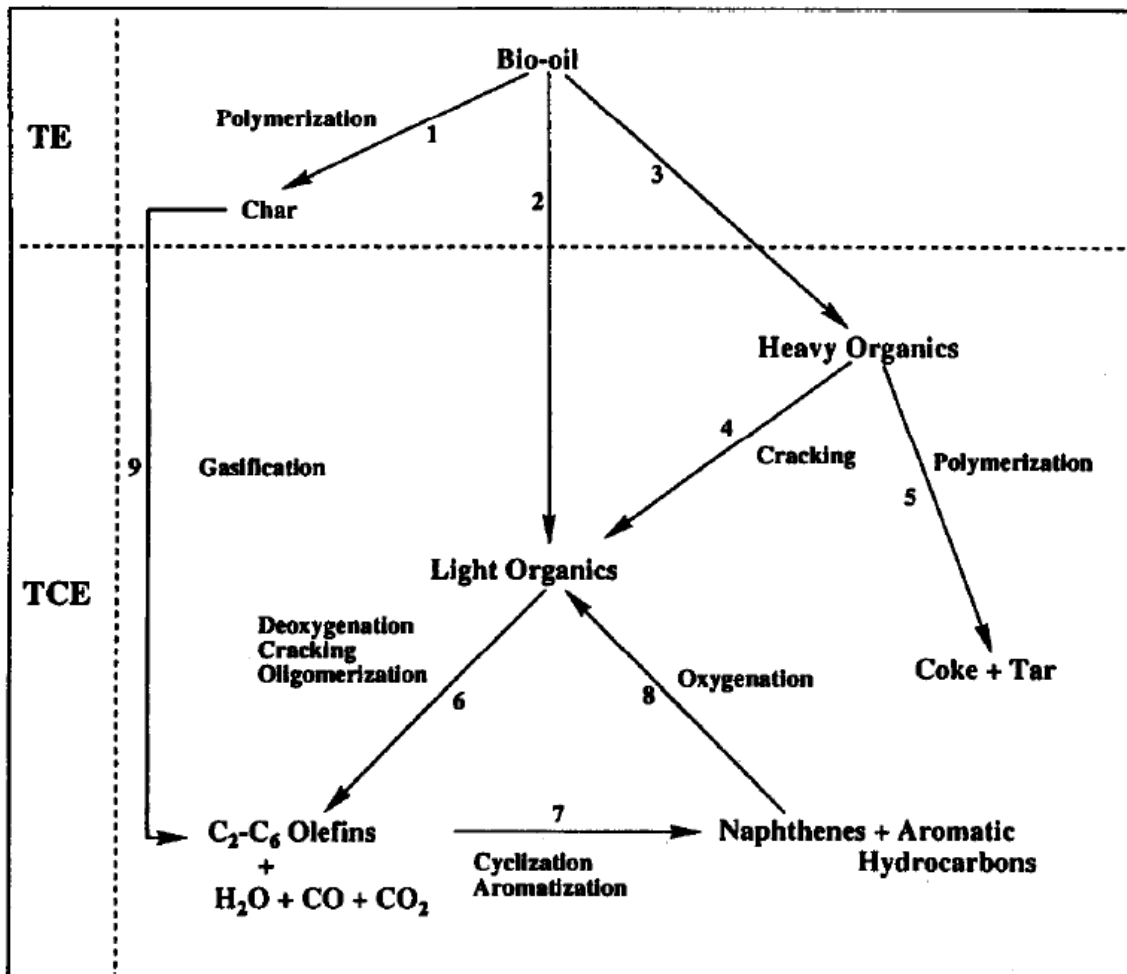 Bio-oil
Polymerization
TE
1
3
2
Char
Heavy Organics
4
Cracking
Polymerization
9
Gasification
5
Light Organics
TCE
Deoxygenation
Cracking
Oligomerization
Oxygenation
Coke + Tar
6
8
7
C₂-C₆ Olefins
+
H₂O + CO + CO₂
Cyclization
Aromatization
Naphthenes + Aromatic
Hydrocarbons